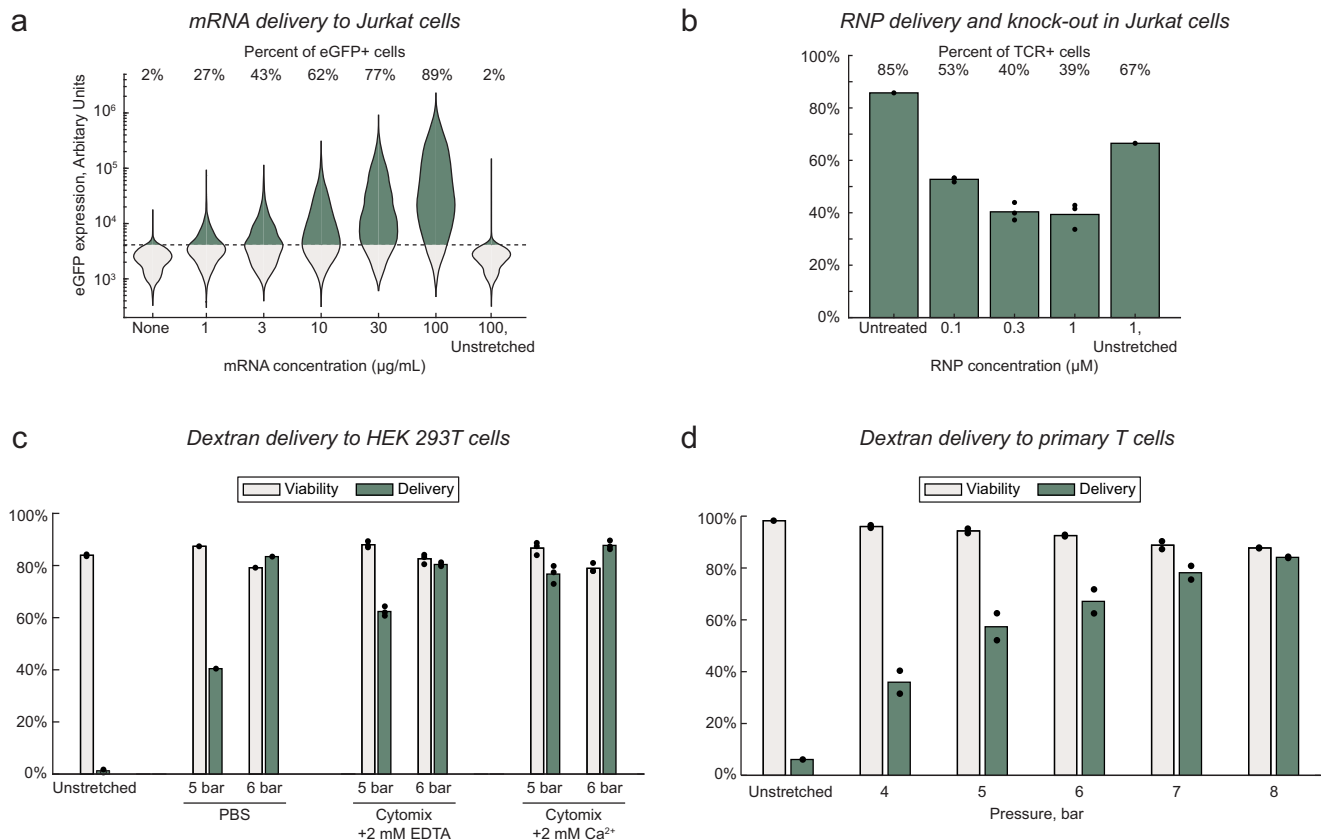 a
mRNA delivery to Jurkat cells
Percent of eGFP+ cells
2% 27% 43% 62% 77% 89% 2%
eGFP expression, Arbitary Units
10⁶
10⁵
10⁴
10³
None 1 3 10 30 100 100,
Unstretched
mRNA concentration (µg/mL)
b
RNP delivery and knock-out in Jurkat cells
100%
Percent of TCR+ cells
85% 53% 40% 39% 67%
80%
60%
40%
20%
0%
Untreated 0.1 0.3 1 1,
Unstretched
RNP concentration (µM)
c
Dextran delivery to HEK 293T cells
Viability Delivery
100%
80%
60%
40%
20%
0%
Unstretched 5 bar 6 bar 5 bar 6 bar 5 bar 6 bar
PBS Cytomix Cytomix
+2 mM EDTA +2 mM Ca²⁺
d
Dextran delivery to primary T cells
Viability Delivery
100%
80%
60%
40%
20%
0%
Unstretched 4 5 6 7 8
Pressure, bar